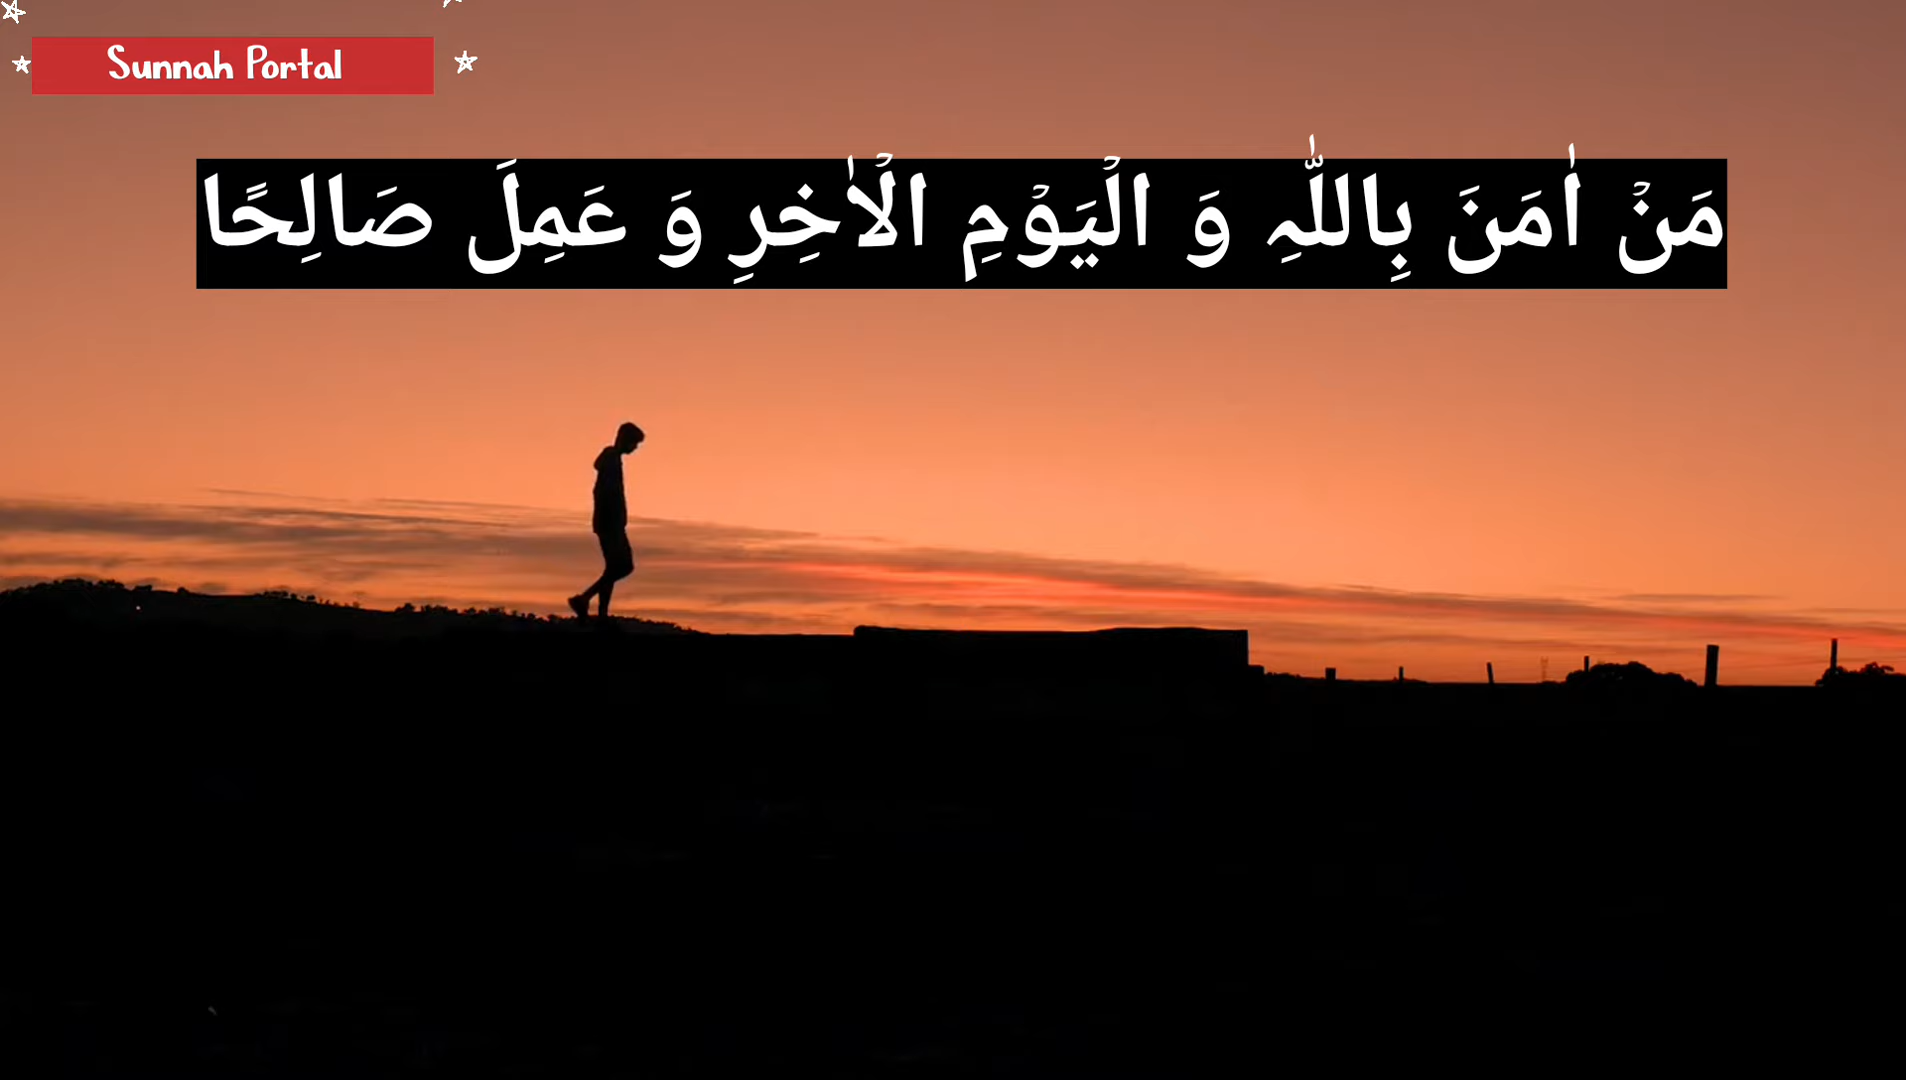 Sunnah Portal
مَنۡ اٰمَنَ بِاللّٰہِ وَ الۡیَوۡمِ الۡاٰخِرِ وَ عَمِلَ صَالِحًا